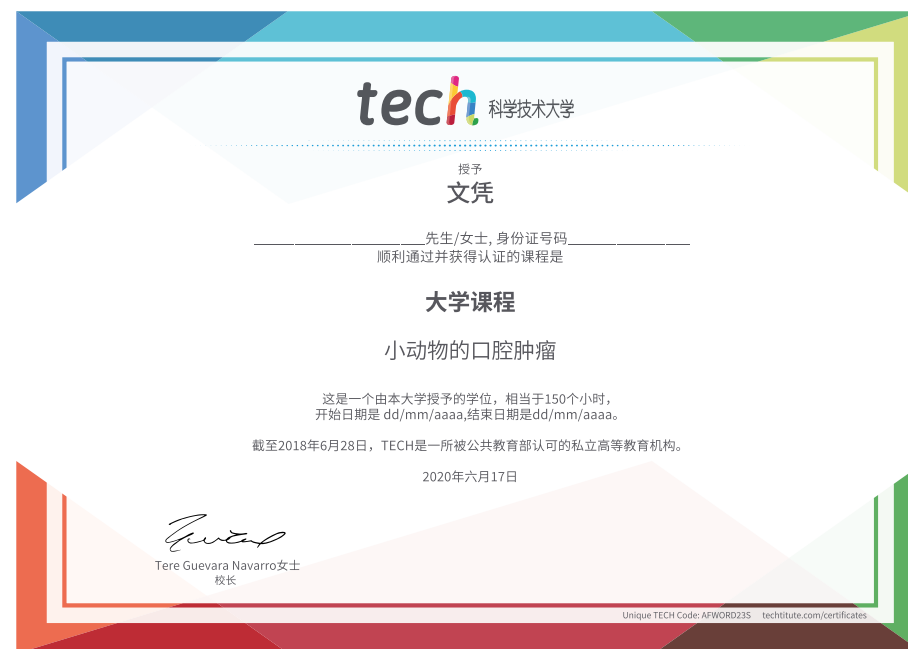 tech 科学技术大学
授予
文凭
先生/女士, 身份证号码
顺利通过并获得认证的课程是
大学课程
小动物的口腔肿瘤
这是一个由本大学授予的学位，相当于150个小时，
开始日期是 dd/mm/aaaa,结束日期是dd/mm/aaaa。
截至2018年6月28日，TECH是一所被公共教育部认可的私立高等教育机构。
2020年六月17日
Tere Guevara Navarro女士
校长
Unique TECH Code: AFWORD23S techtitute.com/certificates